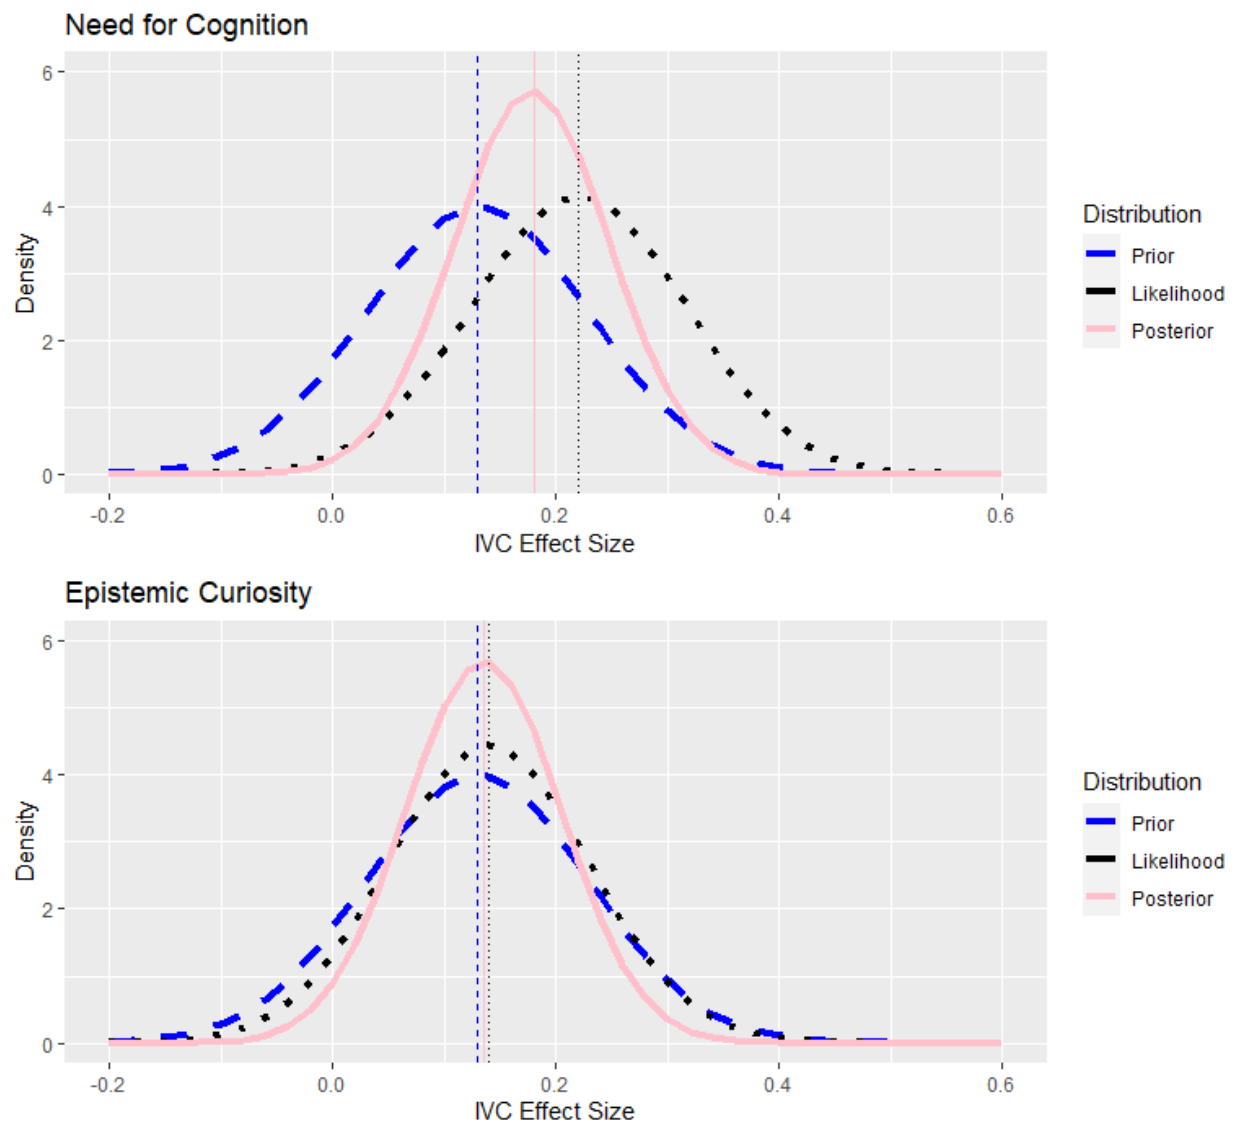 Need for Cognition
6
4
2
0
Density
-0.2 0.0 0.2 0.4 0.6
IVC Effect Size
Distribution
Prior
Likelihood
Posterior
Epistemic Curiosity
6
4
2
0
Density
-0.2 0.0 0.2 0.4 0.6
IVC Effect Size
Distribution
Prior
Likelihood
Posterior